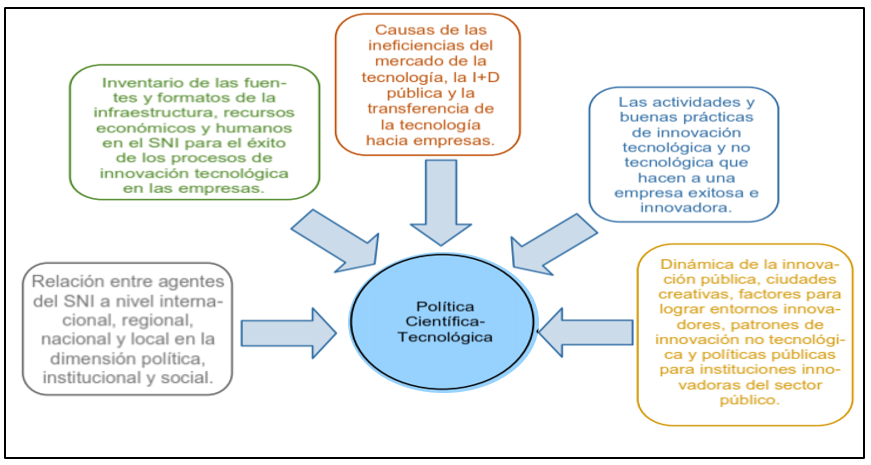 Causas de las
ineficiencias del
mercado de la
tecnología, la I+D
pública y la
transferencia de
la tecnología
hacia empresas.
Inventario de las fuen-
tes y formatos de la
infraestructura, recursos
económicos y humanos
en el SNI para el éxito
de los procesos de
innovación tecnológica
en las empresas.
Las actividades y
buenas prácticas
de innovación
tecnológica y no
tecnológica que
hacen a una
empresa exitosa e
innovadora.
Relación entre agentes
del SNI a nivel interna-
cional, regional,
nacional y local en la
dimensión política,
institucional y social.
Política
Científica-
Tecnológica
Dinámica de la innova-
ción pública, ciudades
creativas, factores para
lograr entornos innova-
dores, patrones de
innovación no tecnológi-
ca y políticas públicas
para instituciones inno-
vadoras del sector
público.